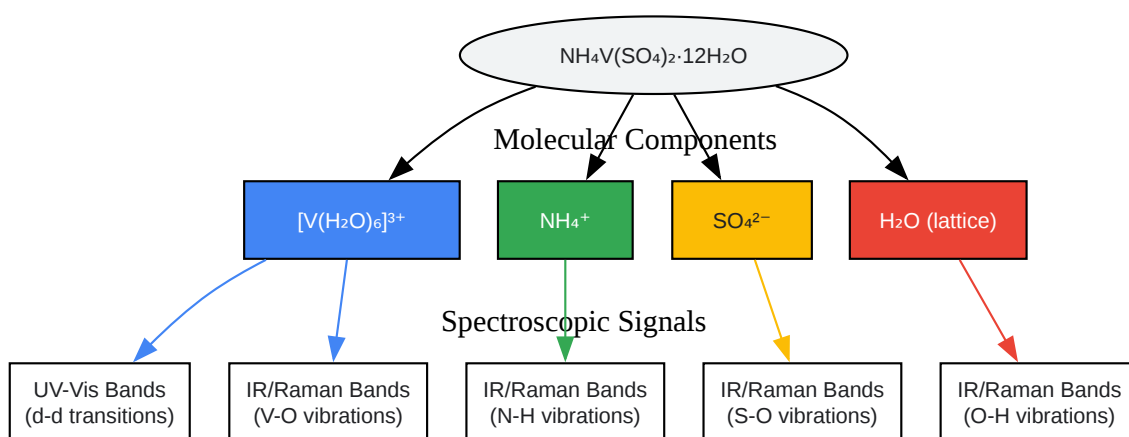 NH₄V(SO₄)₂·12H₂O
Molecular Components
[V(H₂O)₆]³⁺
NH₄⁺
SO₄²⁻
H₂O (lattice)
Spectroscopic Signals
UV-Vis Bands
(d-d transitions)
IR/Raman Bands
(V-O vibrations)
IR/Raman Bands
(N-H vibrations)
IR/Raman Bands
(S-O vibrations)
IR/Raman Bands
(O-H vibrations)